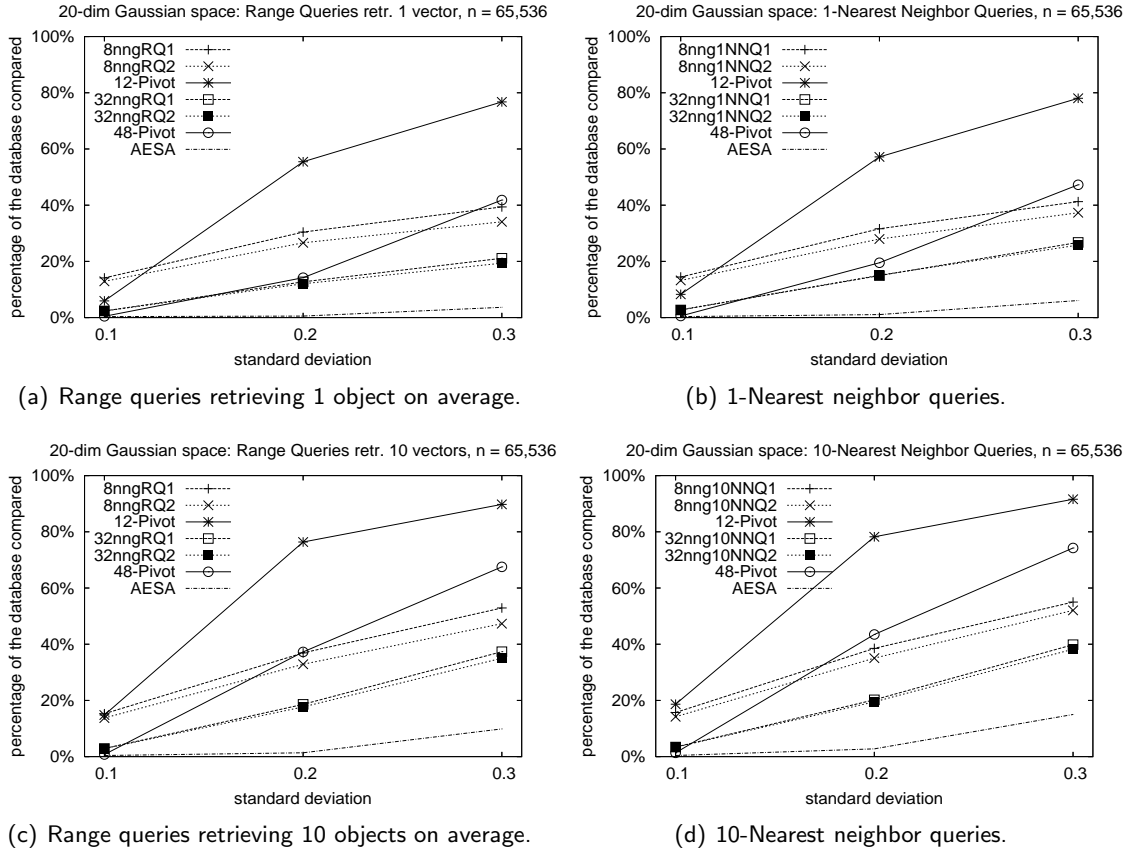 20-dim Gaussian space: Range Queries retr. 1 vector, n = 65,536
percentage of the database compared
100%
80%
60%
40%
20%
0%
8nngRQ1
8nngRQ2
12-Pivot
32nngRQ1
32nngRQ2
48-Pivot
AESA
0.1 0.2 0.3
standard deviation
(a) Range queries retrieving 1 object on average.
20-dim Gaussian space: 1-Nearest Neighbor Queries, n = 65,536
percentage of the database compared
100%
80%
60%
40%
20%
0%
8nng1NNQ1
8nng1NNQ2
12-Pivot
32nng1NNQ1
32nng1NNQ2
48-Pivot
AESA
0.1 0.2 0.3
standard deviation
(b) 1-Nearest neighbor queries.
20-dim Gaussian space: Range Queries retr. 10 vectors, n = 65,536
percentage of the database compared
100%
80%
60%
40%
20%
0%
8nngRQ1
8nngRQ2
12-Pivot
32nngRQ1
32nngRQ2
48-Pivot
AESA
0.1 0.2 0.3
standard deviation
(c) Range queries retrieving 10 objects on average.
20-dim Gaussian space: 10-Nearest Neighbor Queries, n = 65,536
percentage of the database compared
100%
80%
60%
40%
20%
0%
8nng10NNQ1
8nng10NNQ2
12-Pivot
32nng10NNQ1
32nng10NNQ2
48-Pivot
AESA
0.1 0.2 0.3
standard deviation
(d) 10-Nearest neighbor queries.